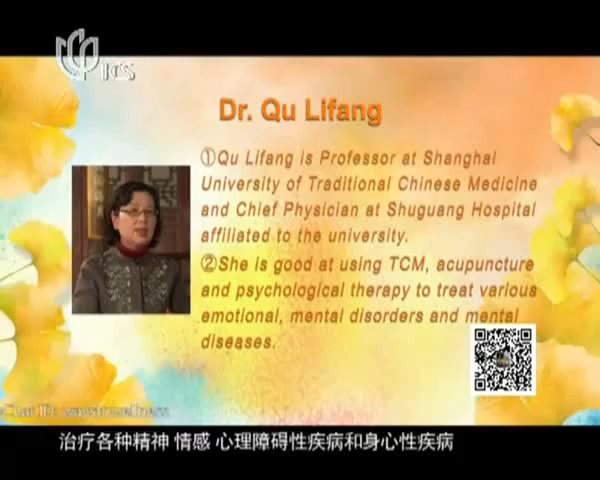 ICS
Dr. Qu Lifang
①Qu Lifang is Professor at Shanghai
University of Traditional Chinese Medicine
and Chief Physician at Shuguang Hospital
affiliated to the university.
②She is good at using TCM, acupuncture
and psychological therapy to treat various
emotional, mental disorders and mental
diseases.
治疗各种精神 情感 心理障碍性疾病和身心性疾病